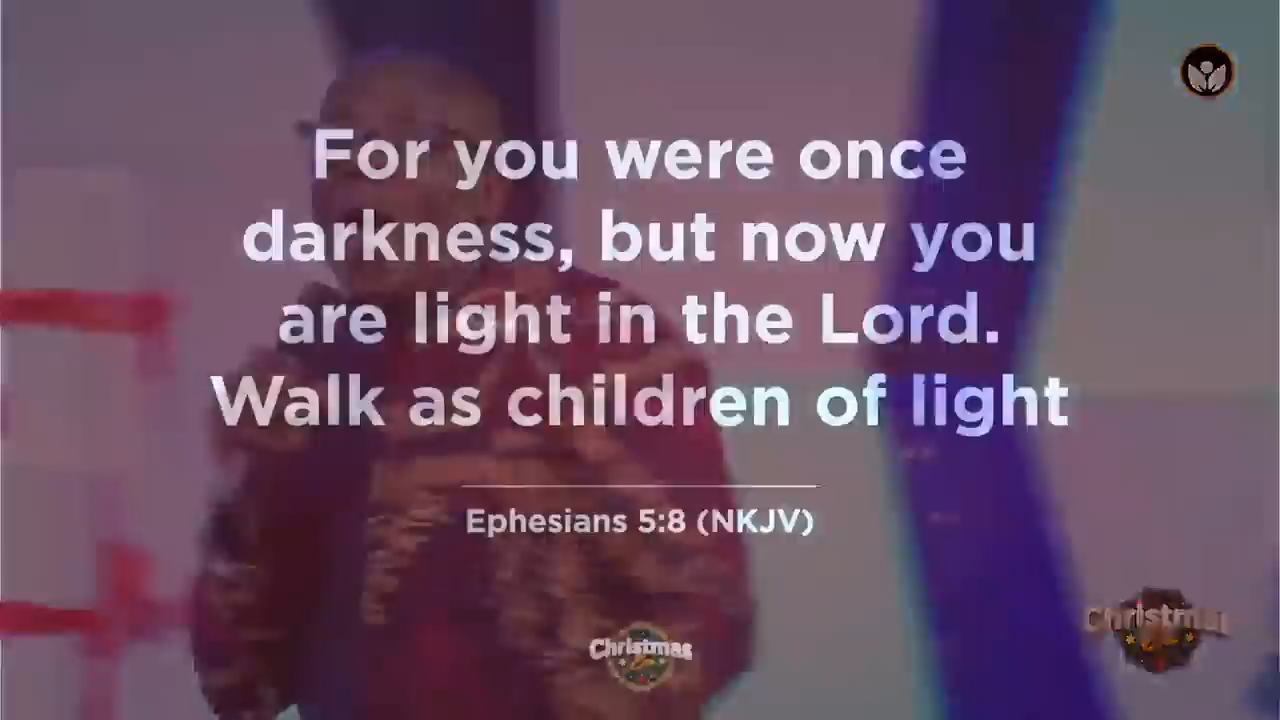 For you were once
darkness, but now you
are light in the Lord.
Walk as children of light
Ephesians 5:8 (NKJV)
Christmas
Christmas